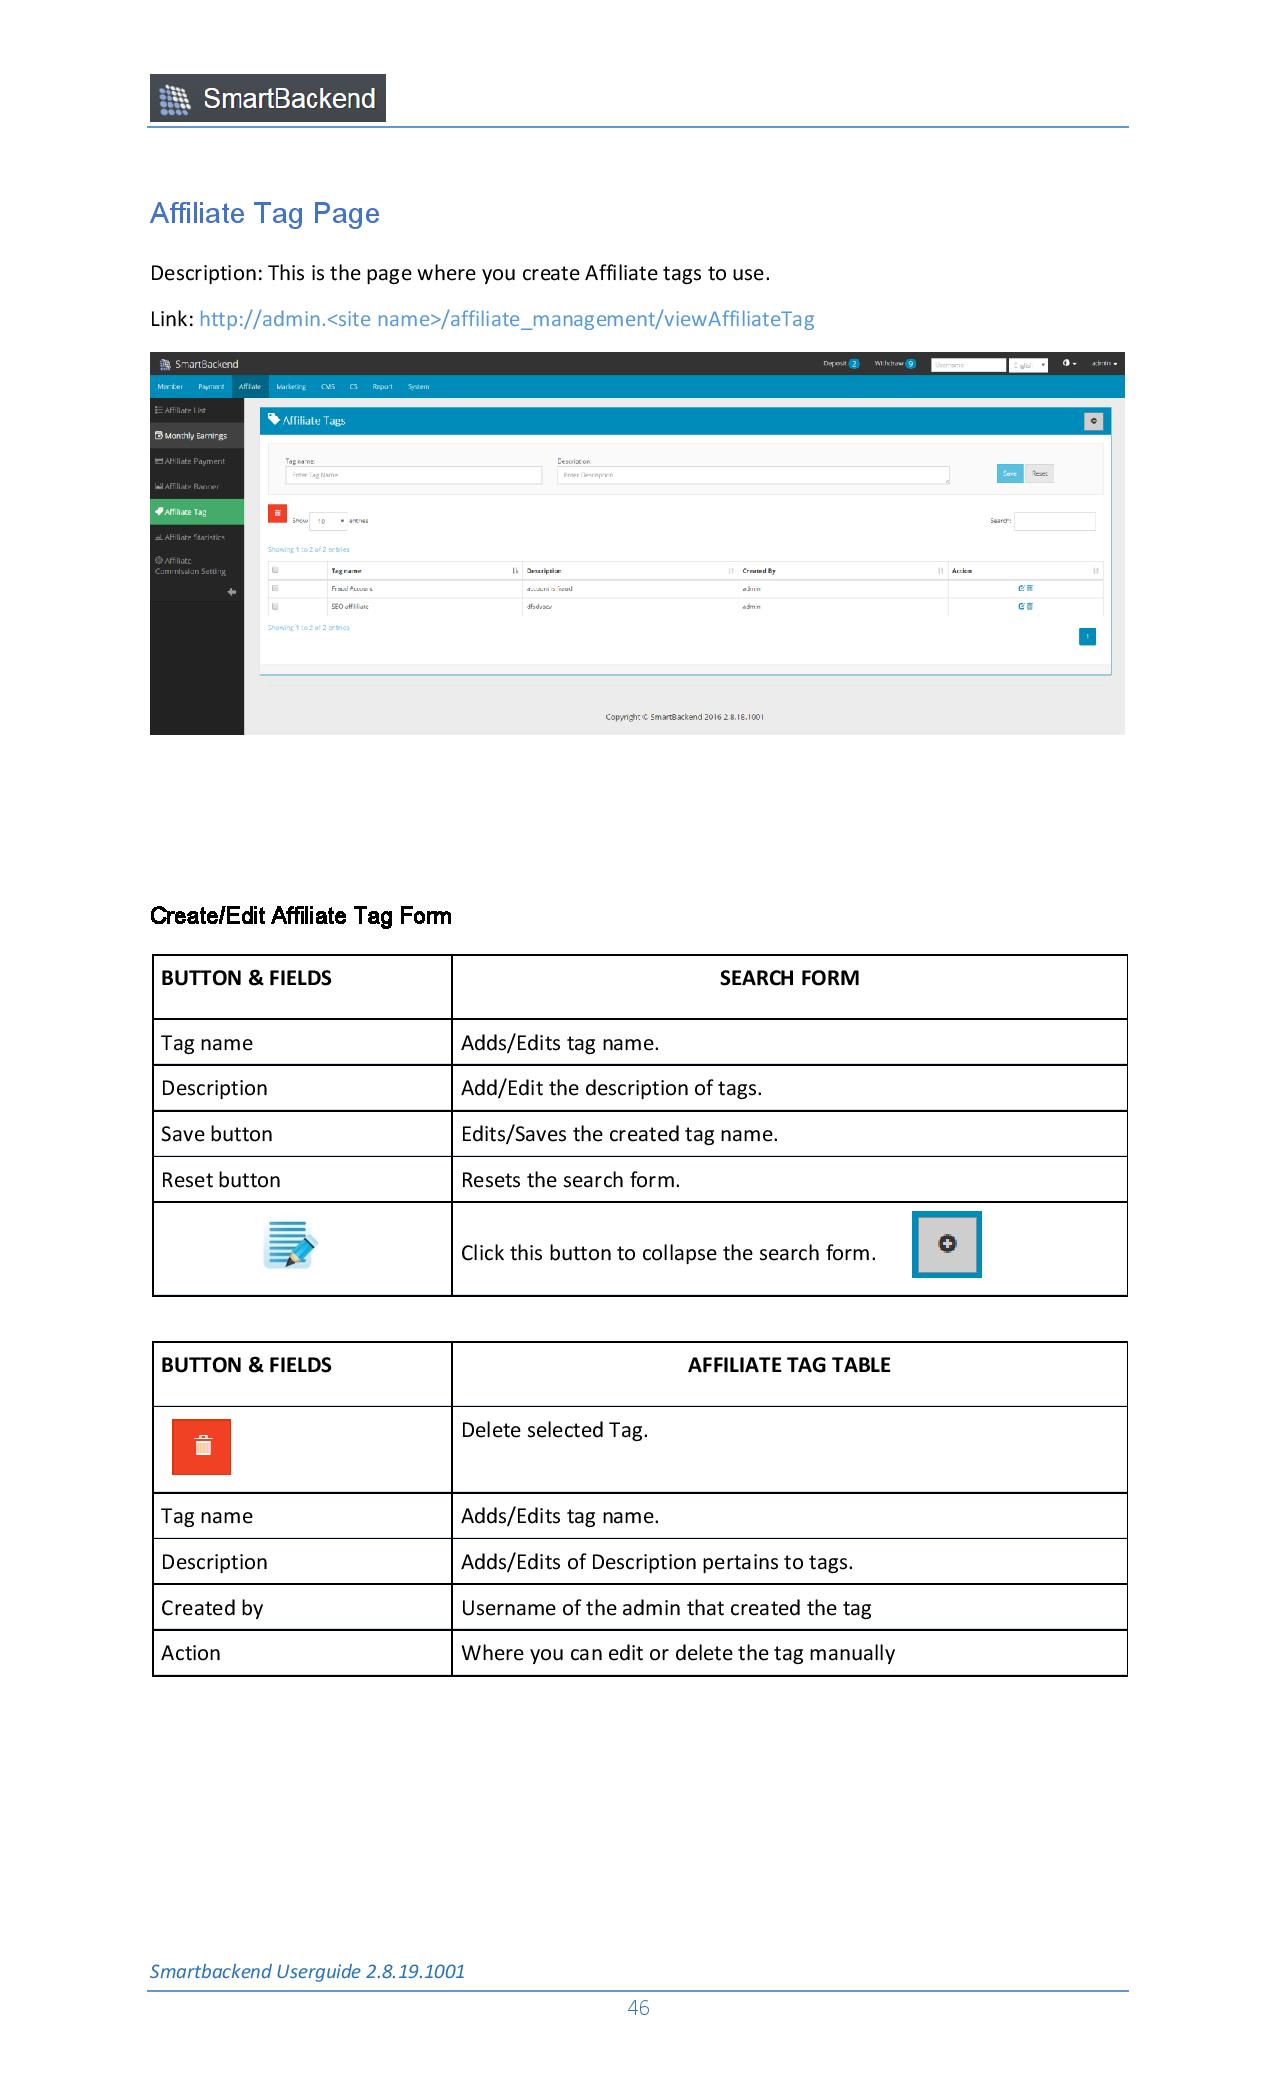 SmartBackend
Affiliate Tag Page
Description: This is the page where you create Affiliate tags to use.
Link: http://admin.<site name>/affiliate_management/viewAffiliateTag
SmartBackend
Deposit 2 Withdraw 9 Username English admin
Member Payment Affiliate Marketing CMS CS Report System
Affiliate List
Monthly Earnings
Affiliate Payment
Affiliate Banner
Affiliate Tag
Affiliate Statistics
Affiliate
Commission Setting
Affiliate Tags
Tag name: Description:
Enter Tag Name Enter Description Save Reset
Show 10 entries Search:
Showing 1 to 2 of 2 entries
Tag name Description Created By Action
Fraud Account account is fraud admin
SEO affiliate admin
Showing 1 to 2 of 2 entries
1
Copyright © SmartBackend 2016 2.8.18.1001
Create/Edit Affiliate Tag Form
BUTTON & FIELDS SEARCH FORM
Tag name Adds/Edits tag name.
Description Add/Edit the description of tags.
Save button Edits/Saves the created tag name.
Reset button Resets the search form.
Click this button to collapse the search form.
BUTTON & FIELDS AFFILIATE TAG TABLE
Delete selected Tag.
Tag name Adds/Edits tag name.
Description Adds/Edits of Description pertains to tags.
Created by Username of the admin that created the tag
Action Where you can edit or delete the tag manually
Smartbackend Userguide 2.8.19.1001
46